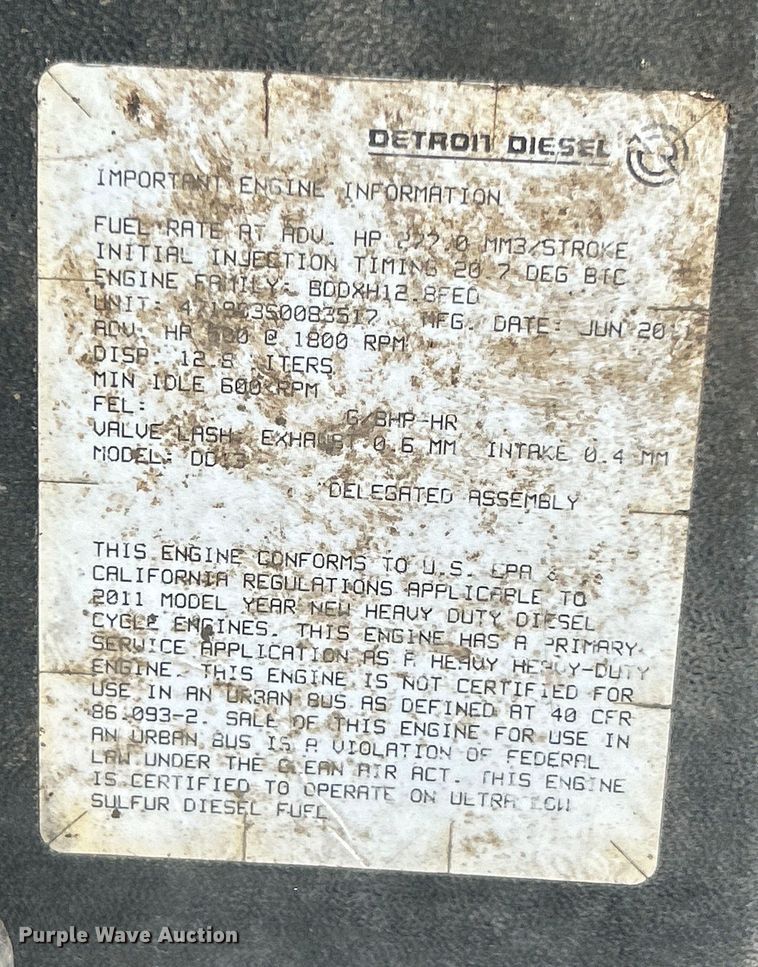 DETROIT DIESEL
IMPORTANT ENGINE INFORMATION
FUEL RATE AT ADV. HP MM3/STROKE
INITIAL INJECTION TIMING 20.7 DEG BTC
ENGINE FAMILY: BDDXH12.8FED
UNIT: MFG. DATE: JUN
ADV. HP @ 1800 RPM
DISP. 12.8
MIN IDLE 600 RPM
FEL: G/BHP-HR
VALVE LASH EXHAUST 0.6 MM INTAKE 0.4 MM
MODEL: DD13
DELEGATED ASSEMBLY
THIS ENGINE CONFORMS TO U.S. EPA &
CALIFORNIA REGULATIONS APPLICABLE TO
2011 MODEL YEAR NEW HEAVY DUTY DIESEL
CYCLE ENGINES. THIS ENGINE HAS A PRIMARY
SERVICE APPLICATION AS A HEAVY HEAVY-DUTY
ENGINE. THIS ENGINE IS NOT CERTIFIED FOR
USE IN AN URBAN BUS AS DEFINED AT 40 CFR
86.093-2. SALE OF THIS ENGINE FOR USE IN
AN URBAN BUS IS A VIOLATION OF FEDERAL
LAW UNDER THE CLEAN AIR ACT. THIS ENGINE
IS CERTIFIED TO OPERATE ON ULTRA LOW
SULFUR DIESEL FUEL
Purple Wave Auction